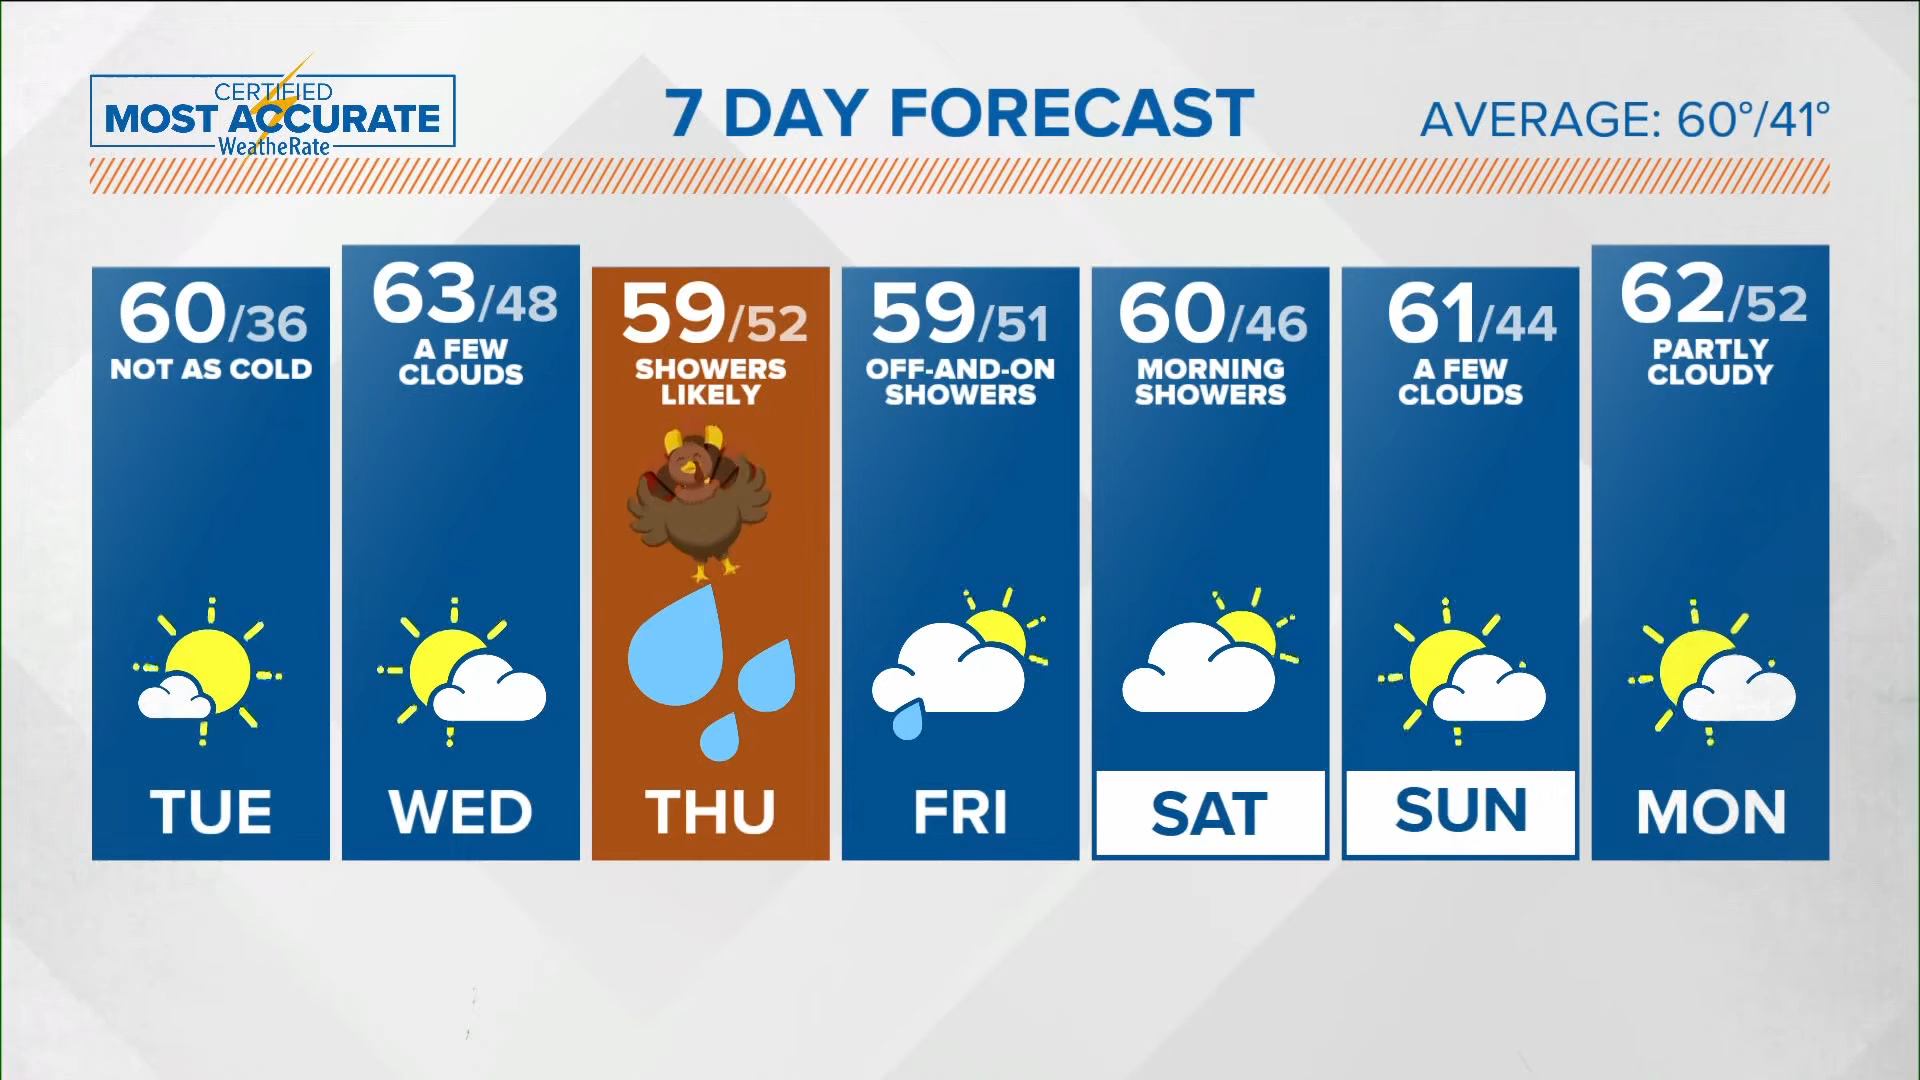 CERTIFIED
MOST ACCURATE
WeatheRate
7 DAY FORECAST
AVERAGE: 60°/41°
60/36
NOT AS COLD
TUE
63/48
A FEW
CLOUDS
WED
59/52
SHOWERS
LIKELY
THU
59/51
OFF-AND-ON
SHOWERS
FRI
60/46
MORNING
SHOWERS
SAT
61/44
A FEW
CLOUDS
SUN
62/52
PARTLY
CLOUDY
MON